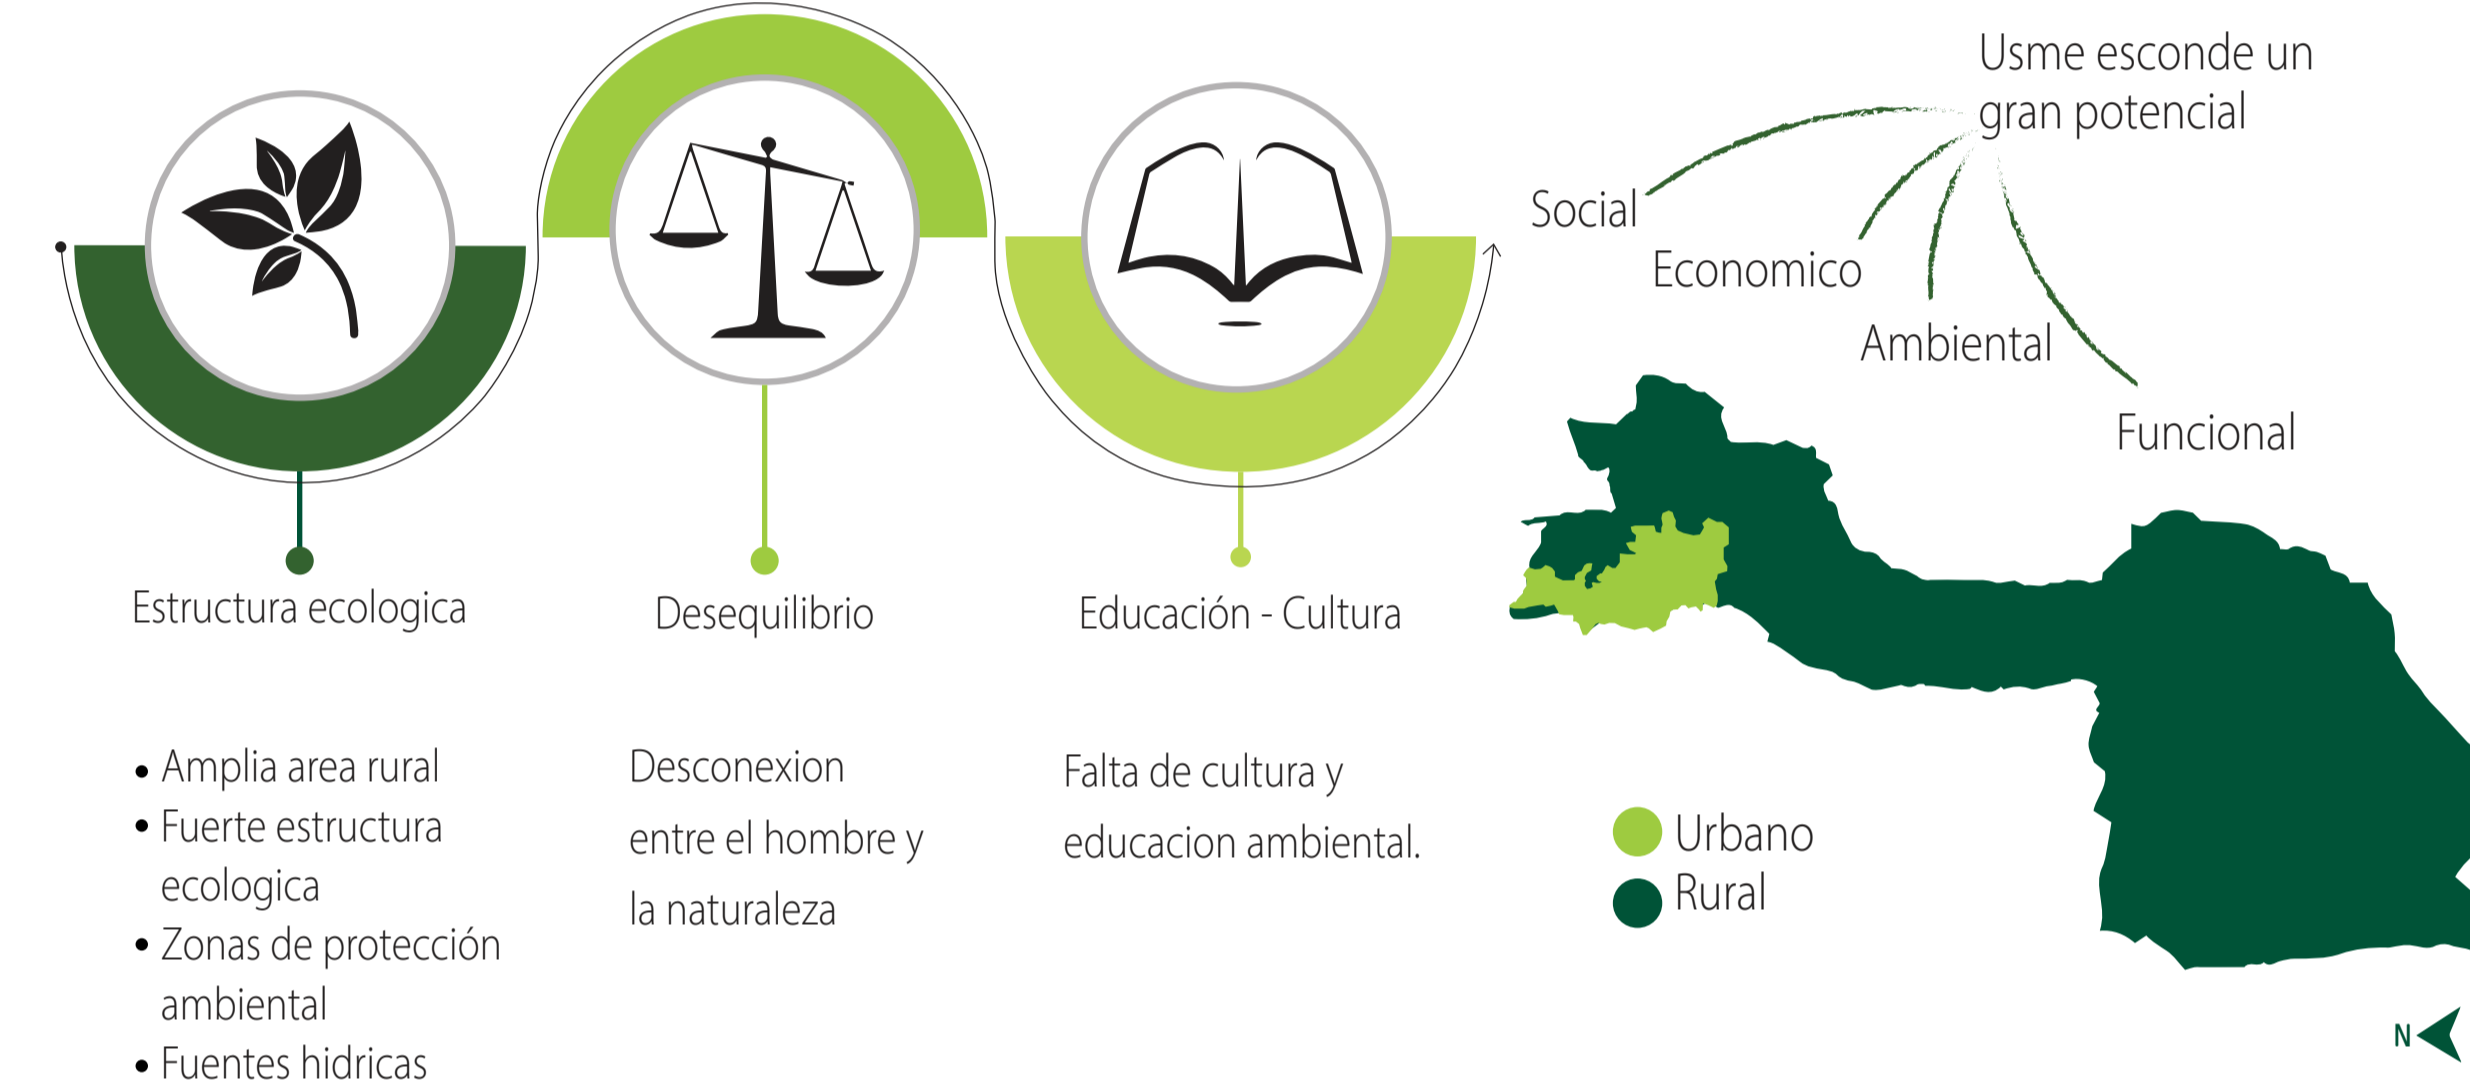 Estructura ecologica
• Amplia area rural
• Fuerte estructura
ecologica
• Zonas de protección
ambiental
• Fuentes hidricas
Desequilibrio
Desconexion
entre el hombre y
la naturaleza
Educación - Cultura
Falta de cultura y
educacion ambiental.
Usme esconde un
gran potencial
Social
Economico
Ambiental
Funcional
Urbano
Rural
N